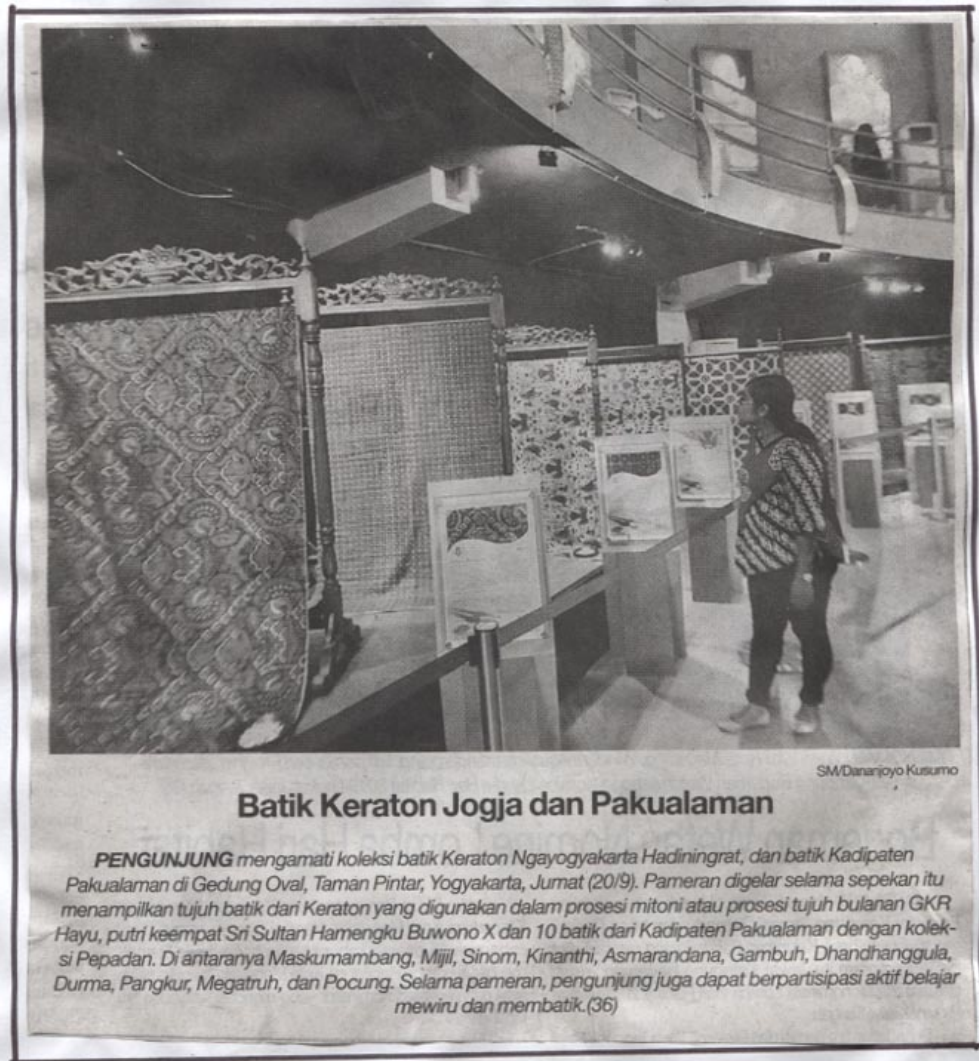 SM/Dananjoyo Kusumo
Batik Keraton Jogja dan Pakualaman
PENGUNJUNG mengamati koleksi batik Keraton Ngayogyakarta Hadiningrat, dan batik Kadipaten
Pakualaman di Gedung Oval, Taman Pintar, Yogyakarta, Jumat (20/9). Pameran digelar selama sepekan itu
menampilkan tujuh batik dari Keraton yang digunakan dalam prosesi mitoni atau prosesi tujuh bulanan GKR
Hayu, putri keempat Sri Sultan Hamengku Buwono X dan 10 batik dari Kadipaten Pakualaman dengan kolek-
si Pepadan. Di antaranya Maskumambang, Mijil, Sinom, Kinanthi, Asmarandana, Gambuh, Dhandhanggula,
Durma, Pangkur, Megatruh, dan Pocung. Selama pameran, pengunjung juga dapat berpartisipasi aktif belajar
mewiru dan membatik.(36)